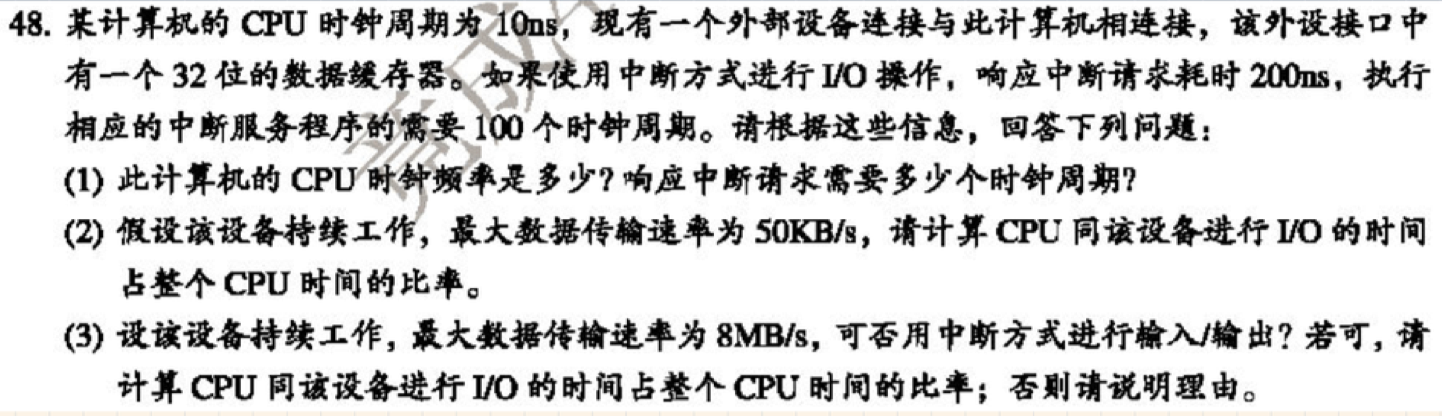 48. 某计算机的 CPU 时钟周期为 10ns，现有一个外部设备连接与此计算机相连接，该外设接口中
有一个 32 位的数据缓存器。如果使用中断方式进行 I/O 操作，响应中断请求耗时 200ns，执行
相应的中断服务程序的需要 100 个时钟周期。请根据这些信息，回答下列问题：
(1) 此计算机的 CPU 时钟频率是多少？响应中断请求需要多少个时钟周期？
(2) 假设该设备持续工作，最大数据传输速率为 50KB/s，请计算 CPU 同该设备进行 I/O 的时间
占整个 CPU 时间的比率。
(3) 设该设备持续工作，最大数据传输速率为 8MB/s，可否用中断方式进行输入/输出？若可，请
计算 CPU 同该设备进行 I/O 的时间占整个 CPU 时间的比率；否则请说明理由。